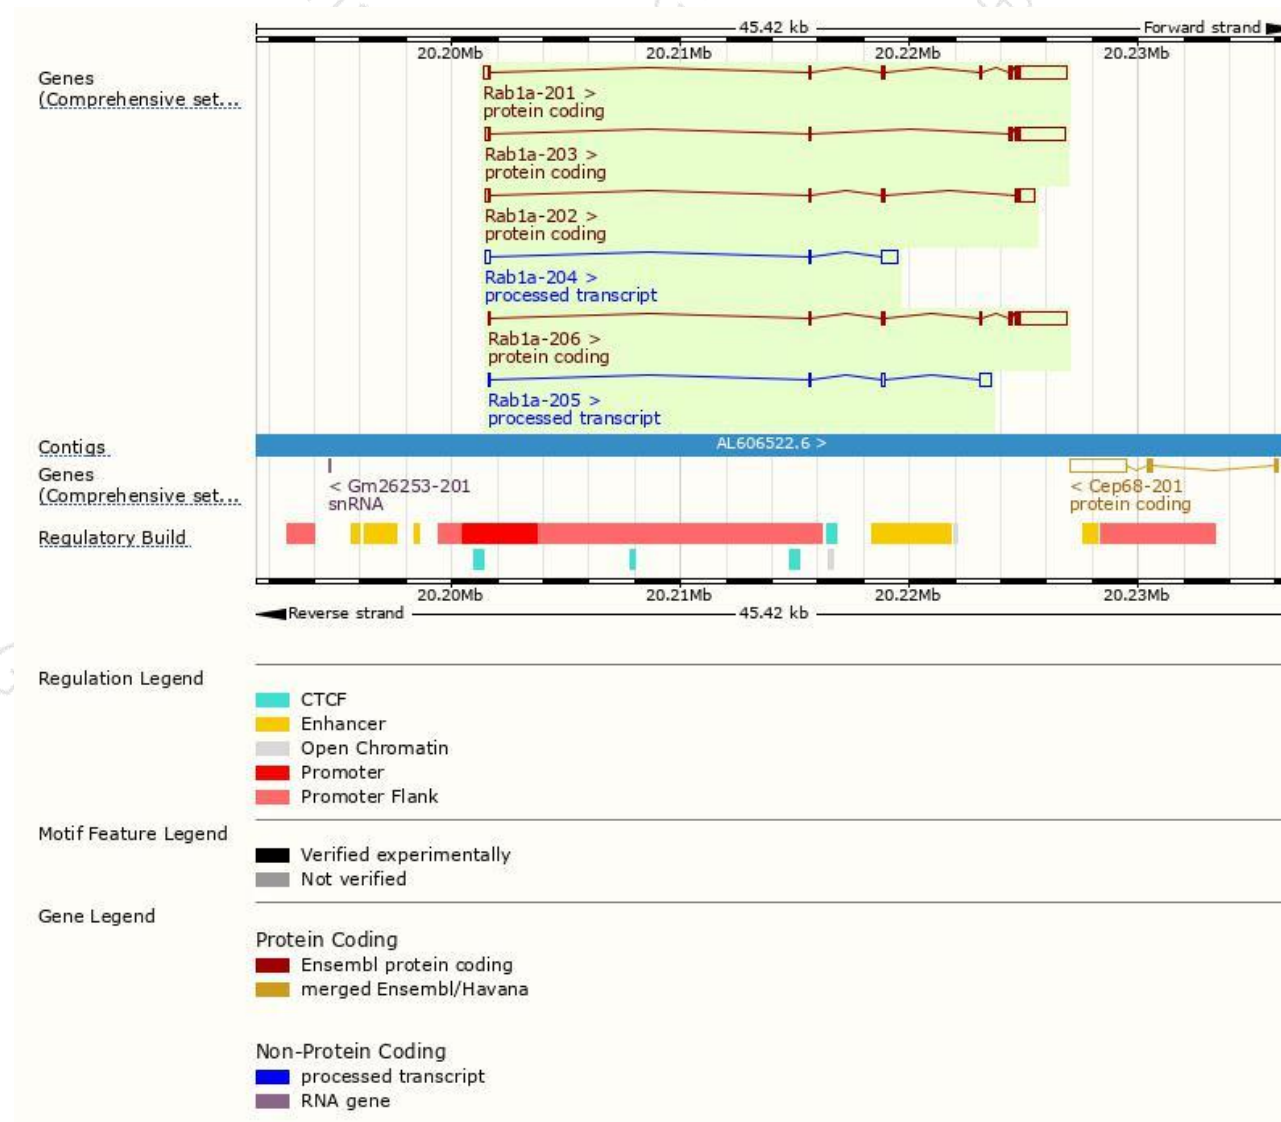 45.42 kb
Forward strand
20.20Mb 20.21Mb 20.22Mb 20.23Mb
Genes
(Comprehensive set...
Rab1a-201 >
protein coding
Rab1a-203 >
protein coding
Rab1a-202 >
protein coding
Rab1a-204 >
processed transcript
Rab1a-206 >
protein coding
Rab1a-205 >
processed transcript
Contigs
AL606522.6 >
Genes
(Comprehensive set...
< Gm26253-201
snRNA
< Cep68-201
protein coding
Regulatory Build
20.20Mb 20.21Mb 20.22Mb 20.23Mb
Reverse strand
45.42 kb
Regulation Legend
CTCF
Enhancer
Open Chromatin
Promoter
Promoter Flank
Motif Feature Legend
Verified experimentally
Not verified
Gene Legend
Protein Coding
Ensembl protein coding
merged Ensembl/Havana
Non-Protein Coding
processed transcript
RNA gene